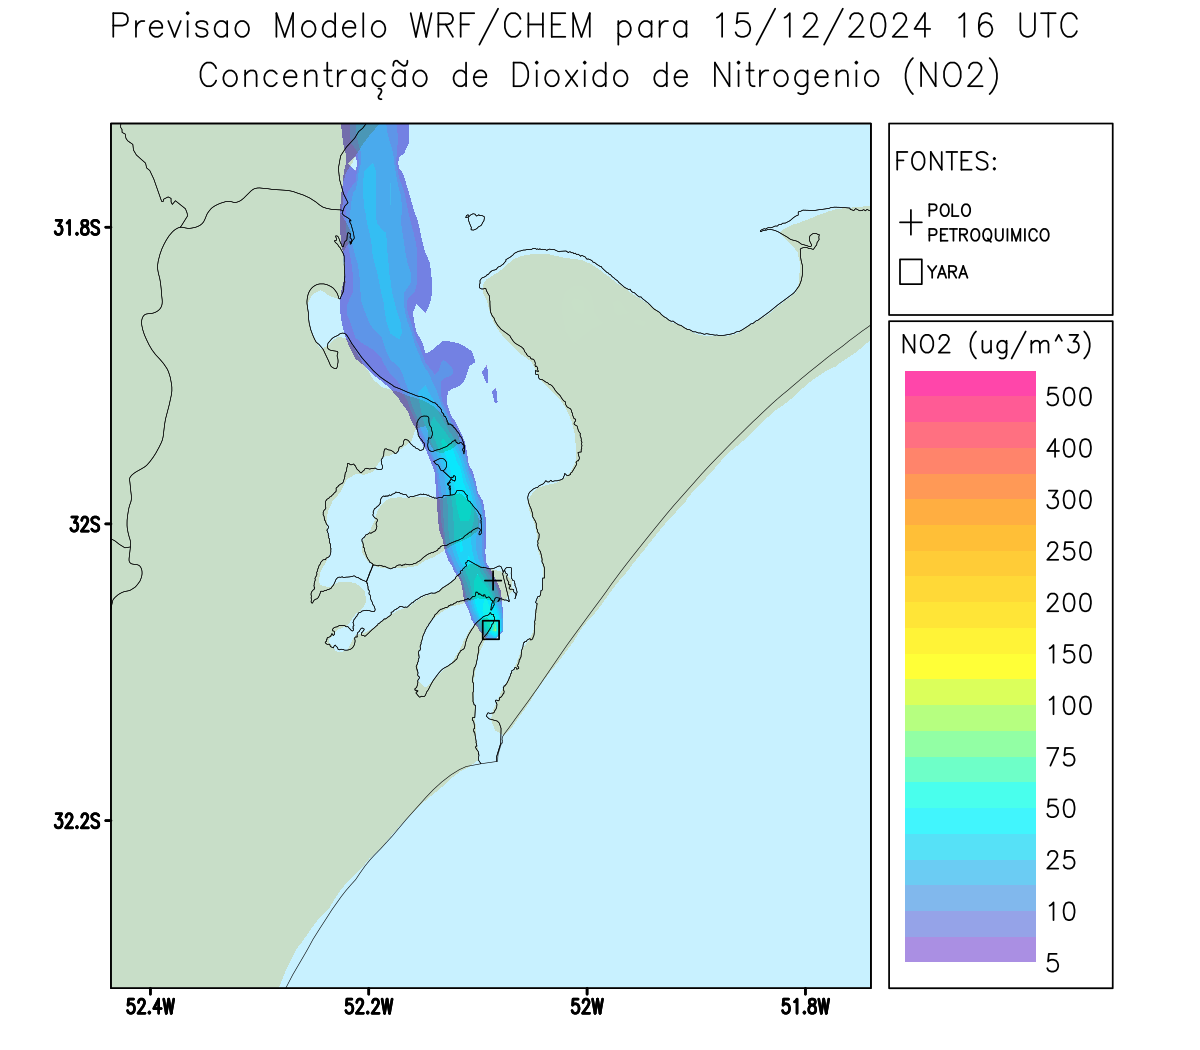 Previsao Modelo WRF/CHEM para 15/12/2024 16 UTC
Concentração de Dioxido de Nitrogenio (NO2)
FONTES:
POLO
PETROQUIMICO
YARA
31.8S
32S
32.2S
52.4W
52.2W
52W
51.8W
NO2 (ug/m^3)
500
400
300
250
200
150
100
75
50
25
10
5